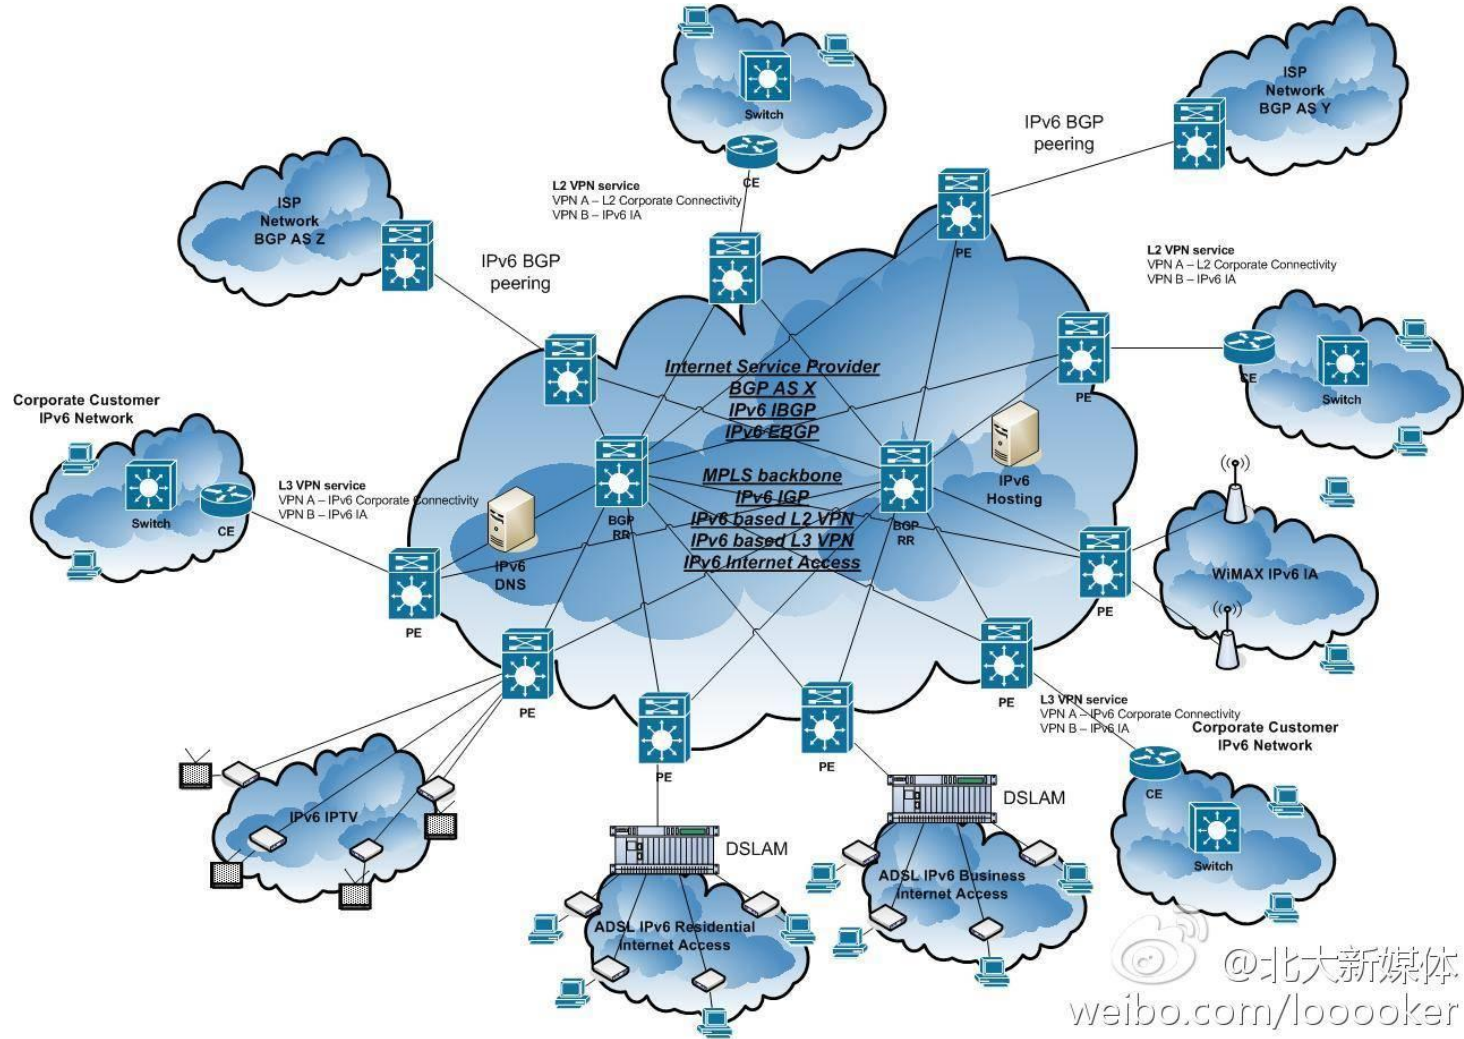 Switch
CE
ISP
Network
BGP AS Y
IPv6 BGP
peering
PE
ISP
Network
BGP AS Z
IPv6 BGP
peering
L2 VPN service
VPN A – L2 Corporate Connectivity
VPN B – IPv6 IA
L2 VPN service
VPN A – L2 Corporate Connectivity
VPN B – IPv6 IA
CE
Switch
PE
Internet Service Provider
BGP AS X
IPv6 IBGP
IPv6 EBGP
MPLS backbone
IPv6 IGP
IPv6 based L2 VPN
IPv6 based L3 VPN
IPv6 Internet Access
Corporate Customer
IPv6 Network
Switch
CE
L3 VPN service
VPN A – IPv6 Corporate Connectivity
VPN B – IPv6 IA
IPv6
DNS
BGP
RR
BGP
RR
IPv6
Hosting
WiMAX IPv6 IA
PE
PE
PE
PE
PE
PE
L3 VPN service
VPN A – IPv6 Corporate Connectivity
VPN B – IPv6 IA
Corporate Customer
IPv6 Network
CE
Switch
IPv6 IPTV
DSLAM
ADSL IPv6 Residential
Internet Access
DSLAM
ADSL IPv6 Business
Internet Access
@北大新媒体
weibo.com/looooker